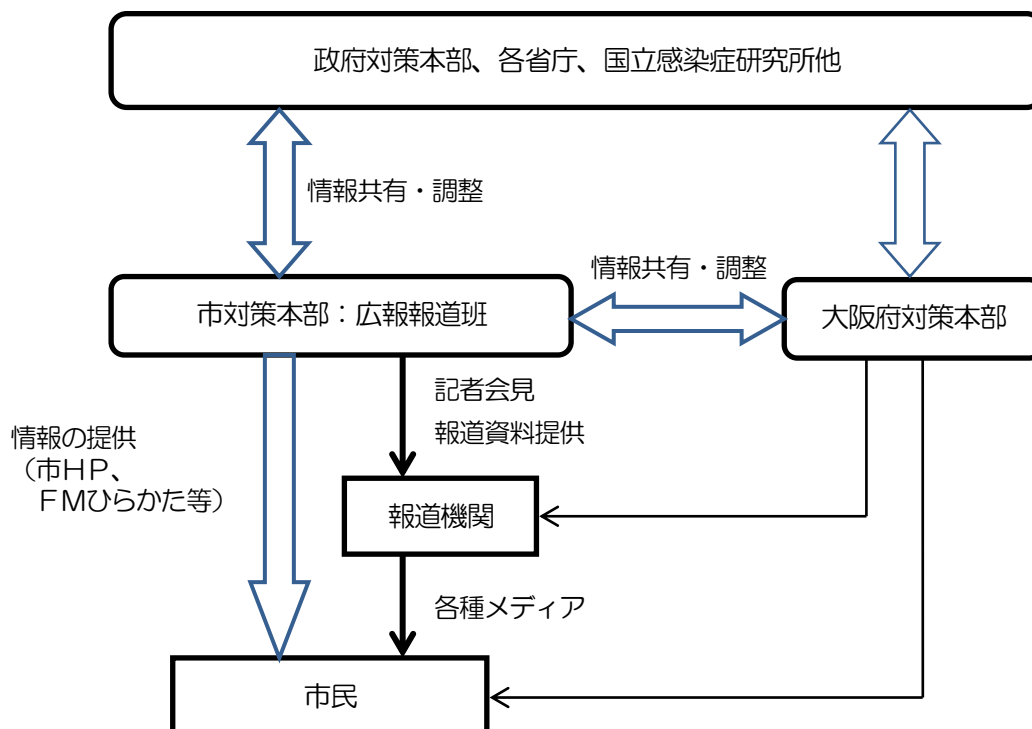 政府対策本部、各省庁、国立感染症研究所他
情報共有・調整
情報共有・調整
市対策本部：広報報道班
大阪府対策本部
記者会見
報道資料提供
情報の提供
（市ＨＰ、
ＦＭひらかた等）
報道機関
各種メディア
市民